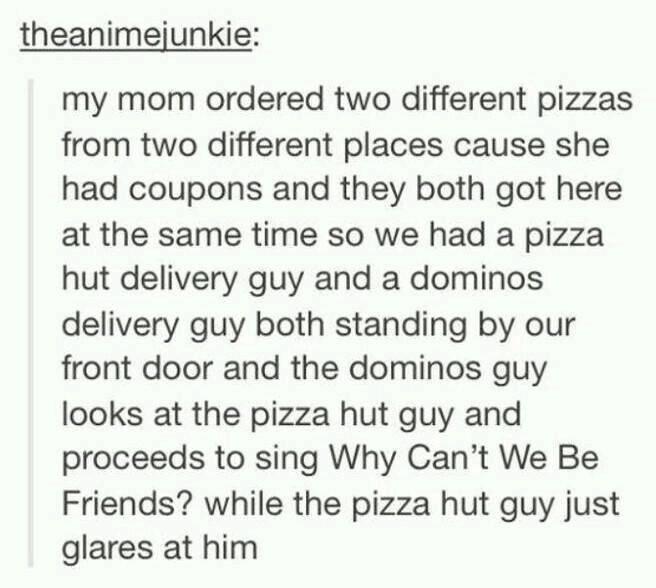 theanimejunkie:
my mom ordered two different pizzas
from two different places cause she
had coupons and they both got here
at the same time so we had a pizza
hut delivery guy and a dominos
delivery guy both standing by our
front door and the dominos guy
looks at the pizza hut guy and
proceeds to sing Why Can't We Be
Friends? while the pizza hut guy just
glares at him